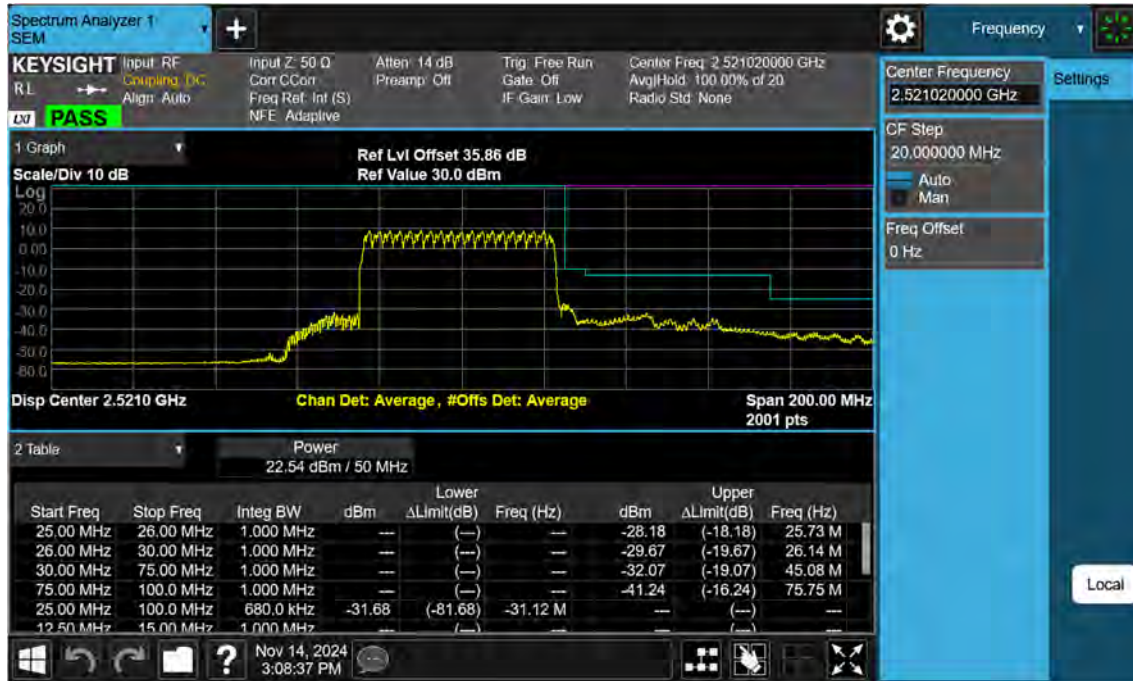 Spectrum Analyzer 1
SEM
+
Frequency
KEYSIGHT
RL
LXI
PASS
Input: RF
Coupling: DC
Align: Auto
Input Z: 50 Ω
Corr CCorr
Freq Ref: Int (S)
NFE: Adaptive
Atten: 14 dB
Preamp: Off
Trig: Free Run
Gate: Off
IF Gain: Low
Center Freq: 2.521020000 GHz
Avg|Hold: 100.00% of 20
Radio Std: None
Center Frequency
2.521020000 GHz
Settings
CF Step
20.000000 MHz
Auto
Man
Freq Offset
0 Hz
1 Graph
Scale/Div 10 dB
Ref Lvl Offset 35.86 dB
Ref Value 30.0 dBm
Log
20.0
10.0
0.00
-10.0
-20.0
-30.0
-40.0
-50.0
-60.0
Disp Center 2.5210 GHz
Chan Det: Average, #Offs Det: Average
Span 200.00 MHz
2001 pts
2 Table
Power
22.54 dBm / 50 MHz
Lower Upper
Start Freq Stop Freq Integ BW dBm ΔLimit(dB) Freq (Hz) dBm ΔLimit(dB) Freq (Hz)
25.00 MHz 26.00 MHz 1.000 MHz --- (---) --- -28.18 (-18.18) 25.73 M
26.00 MHz 30.00 MHz 1.000 MHz --- (---) --- -29.67 (-19.67) 26.14 M
30.00 MHz 75.00 MHz 1.000 MHz --- (---) --- -32.07 (-19.07) 45.08 M
75.00 MHz 100.0 MHz 1.000 MHz --- (---) --- -41.24 (-16.24) 75.75 M
25.00 MHz 100.0 MHz 680.0 kHz -31.68 (-81.68) -31.12 M --- (---) ---
12.50 MHz 15.00 MHz 1.000 MHz --- (---) --- --- (---) ---
Local
?
Nov 14, 2024
3:08:37 PM